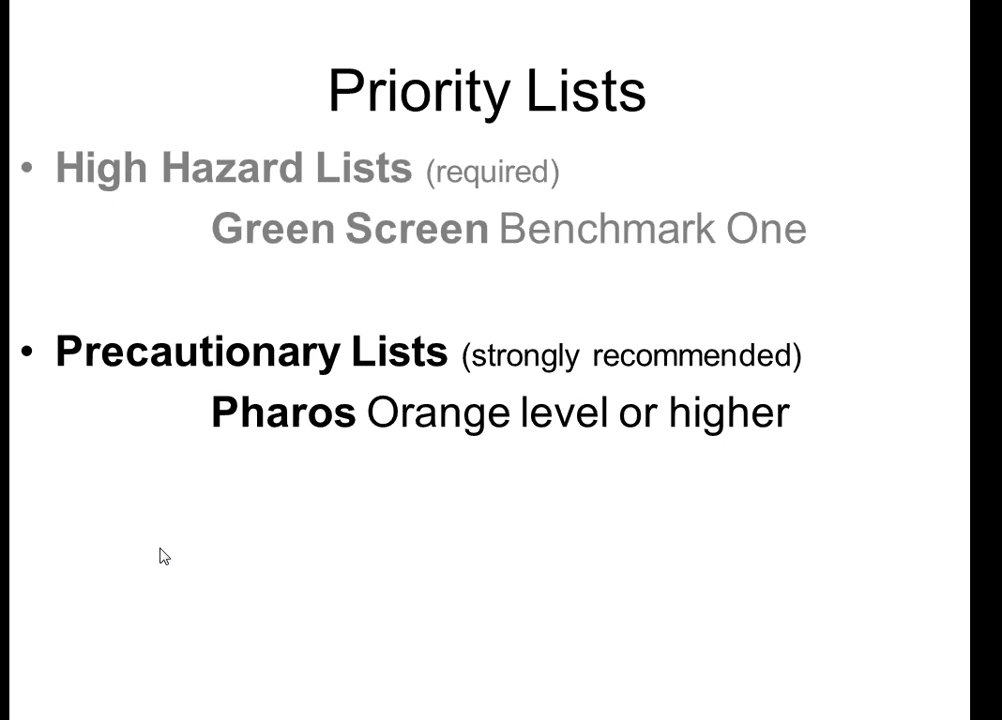 Priority Lists
• High Hazard Lists (required)
Green Screen Benchmark One
• Precautionary Lists (strongly recommended)
Pharos Orange level or higher